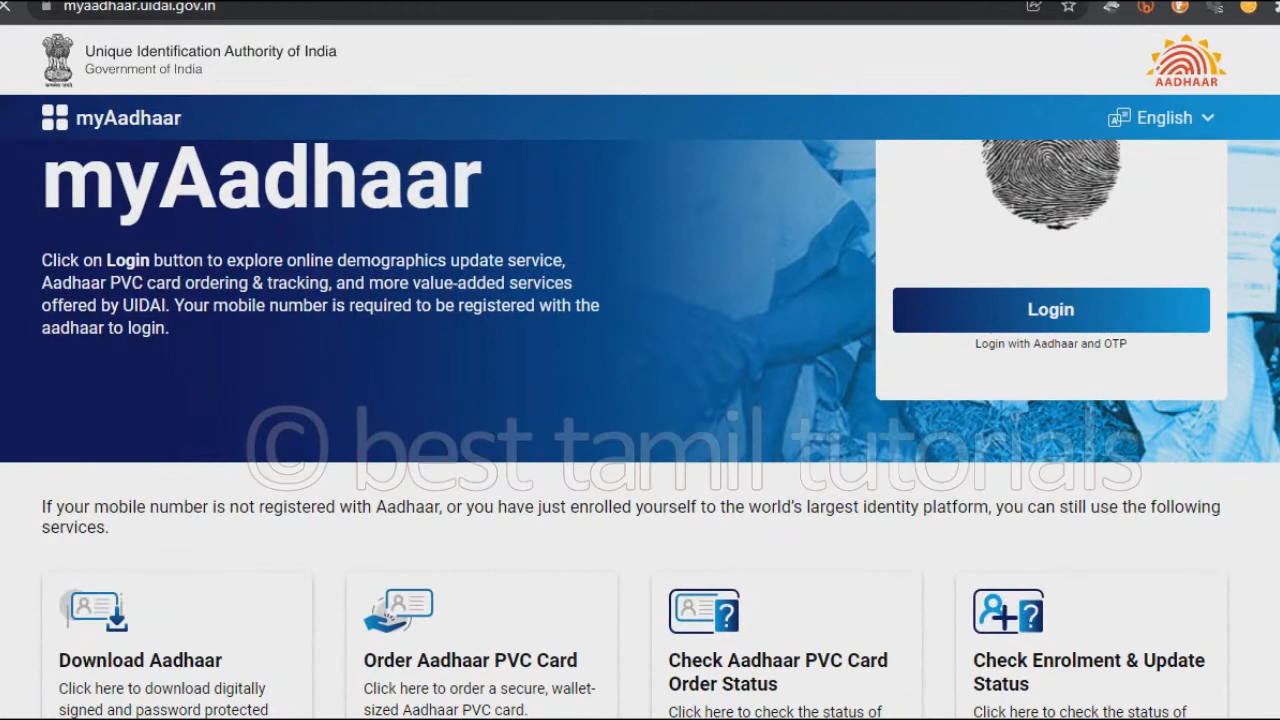 myaadhaar.uidai.gov.in
Unique Identification Authority of India
Government of India
AADHAAR
myAadhaar
English
myAadhaar
Click on Login button to explore online demographics update service,
Aadhaar PVC card ordering & tracking, and more value-added services
offered by UIDAI. Your mobile number is required to be registered with the
aadhaar to login.
Login
Login with Aadhaar and OTP
© best tamil tutorials
If your mobile number is not registered with Aadhaar, or you have just enrolled yourself to the world's largest identity platform, you can still use the following
services.
Download Aadhaar
Click here to download digitally
signed and password protected
Order Aadhaar PVC Card
Click here to order a secure, wallet-
sized Aadhaar PVC card.
Check Aadhaar PVC Card
Order Status
Click here to check the status of
Check Enrolment & Update
Status
Click here to check the status of